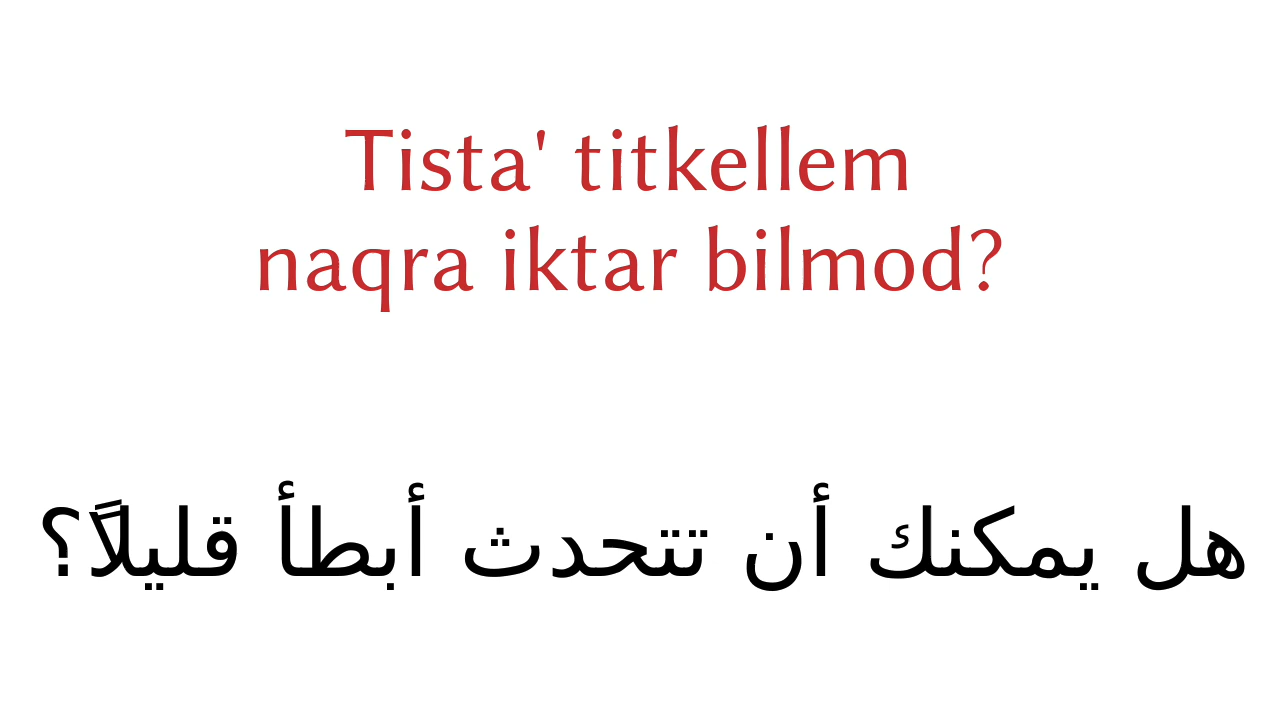 Tista' titkellem
naqra iktar bilmod?
هل يمكنك أن تتحدث أبطأ قليلاً؟